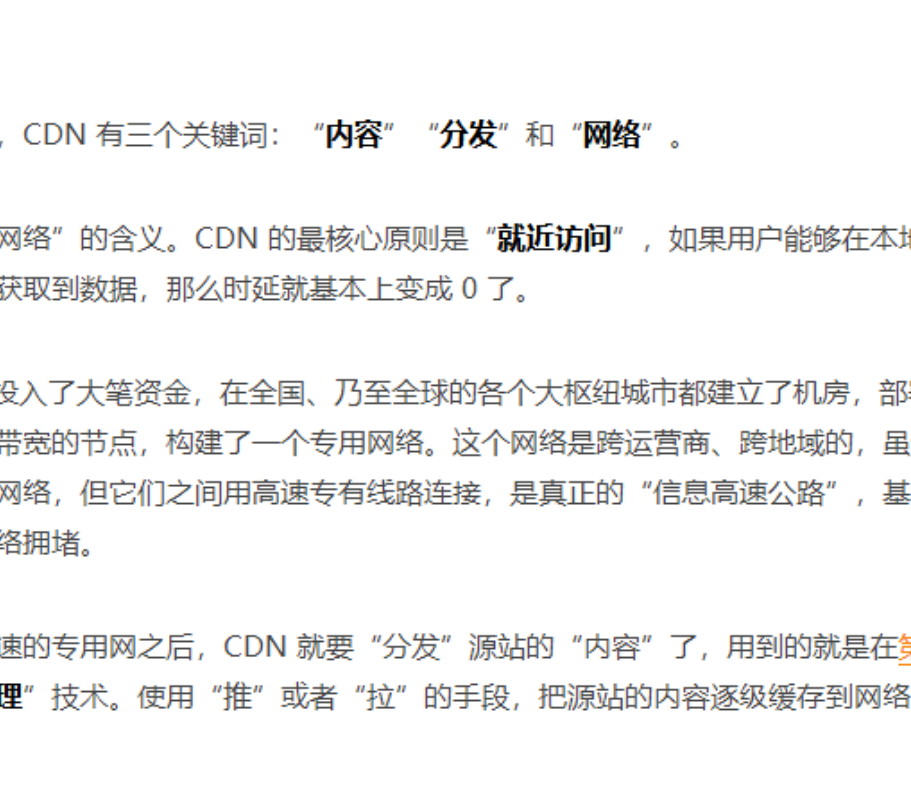 ，CDN 有三个关键词：“内容”“分发”和“网络”。
网络”的含义。CDN 的最核心原则是“就近访问”，如果用户能够在本地
获取到数据，那么时延就基本上变成 0 了。
投入了大笔资金，在全国、乃至全球的各个大枢纽城市都建立了机房，部
带宽的节点，构建了一个专用网络。这个网络是跨运营商、跨地域的，虽
网络，但它们之间用高速专有线路连接，是真正的“信息高速公路”，基
络拥堵。
速的专用网之后，CDN 就要“分发”源站的“内容”了，用到的就是在第
理”技术。使用“推”或者“拉”的手段，把源站的内容逐级缓存到网络